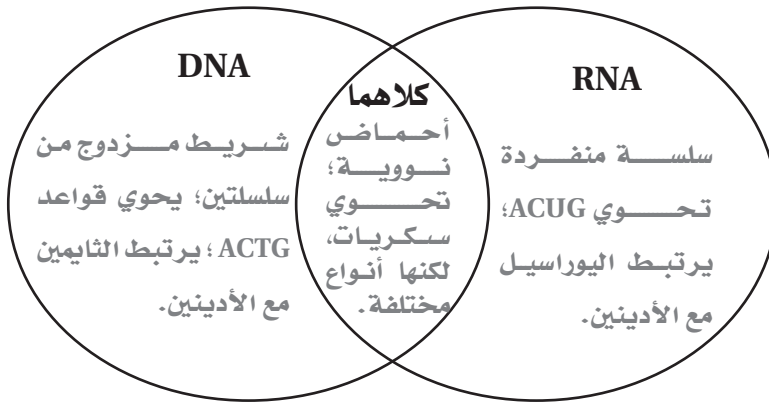 DNA
شريط مزدوج من
سلسلتين؛ يحوي قواعد
ACTG؛ يرتبط الثايمين
مع الأدينين.
كلاهما
أحماض
نووية؛
تحوي
سكريات،
لكنها أنواع
مختلفة.
RNA
سلسة منفردة
تحوي ACUG؛
يرتبط اليوراسيل
مع الأدينين.